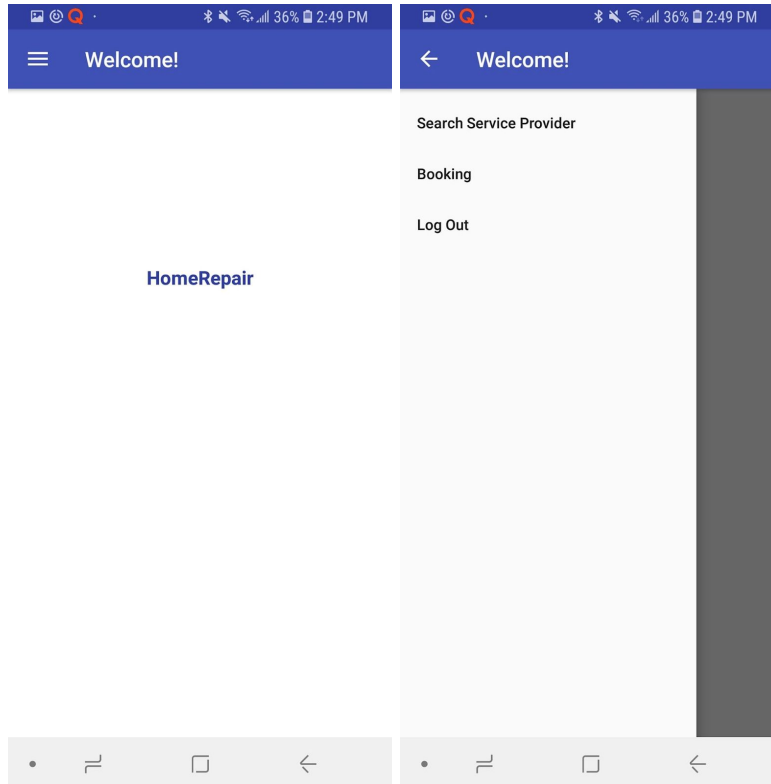 36% 2:49 PM
Welcome!
HomeRepair
36% 2:49 PM
Welcome!
Search Service Provider
Booking
Log Out